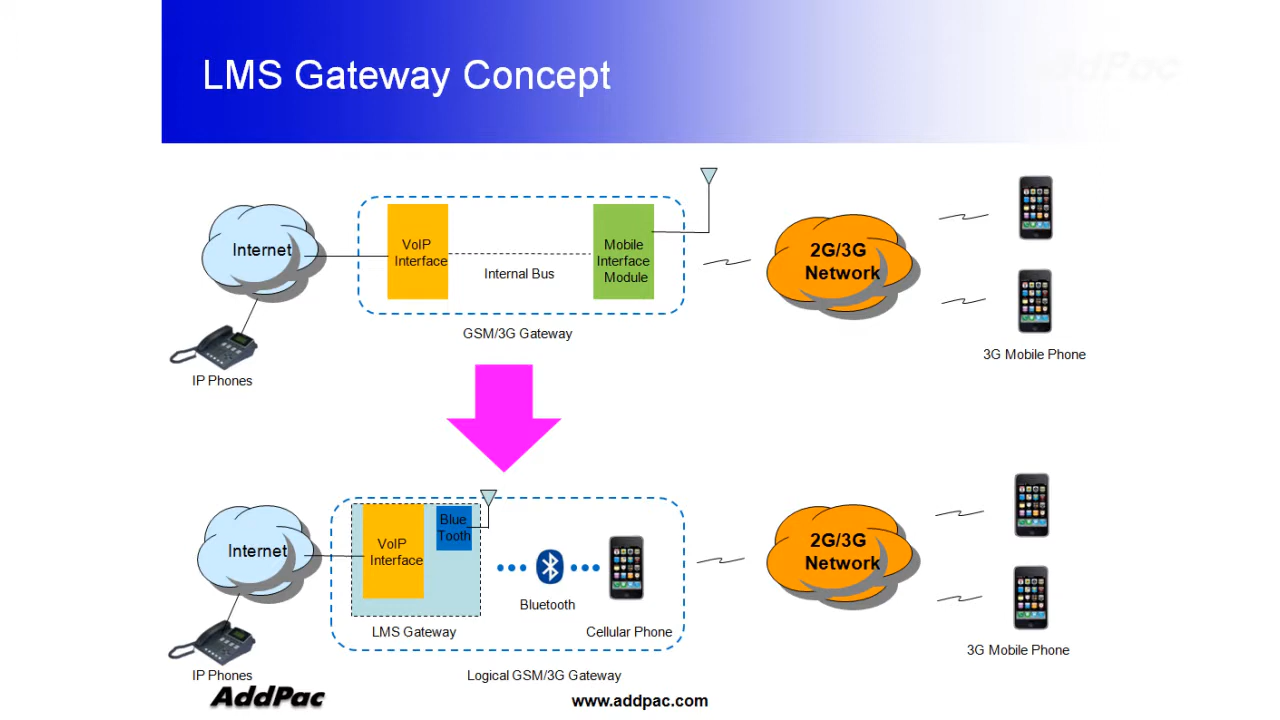 LMS Gateway Concept
AddPac
Internet
VoIP
Interface
Internal Bus
Mobile
Interface
Module
2G/3G
Network
GSM/3G Gateway
3G Mobile Phone
IP Phones
Internet
VoIP
Interface
Blue
Tooth
Bluetooth
2G/3G
Network
LMS Gateway
Cellular Phone
3G Mobile Phone
IP Phones
Logical GSM/3G Gateway
AddPac
www.addpac.com